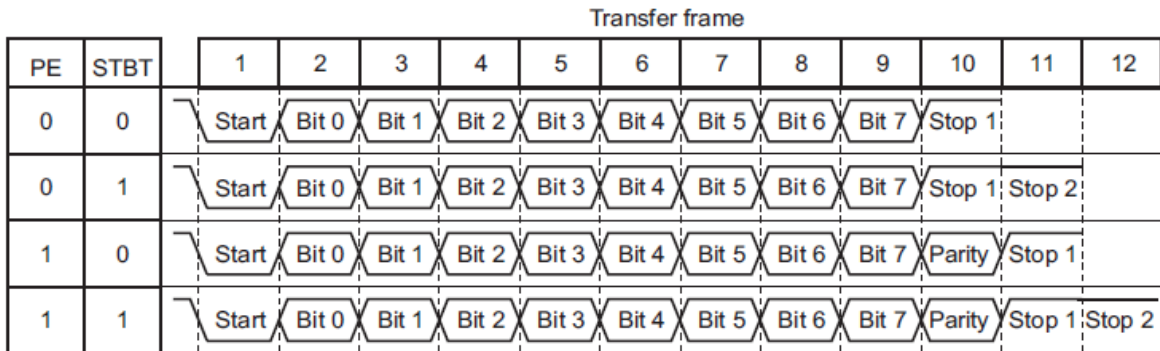 Transfer frame
PE STBT 1 2 3 4 5 6 7 8 9 10 11 12
0 0 Start Bit 0 Bit 1 Bit 2 Bit 3 Bit 4 Bit 5 Bit 6 Bit 7 Stop 1
0 1 Start Bit 0 Bit 1 Bit 2 Bit 3 Bit 4 Bit 5 Bit 6 Bit 7 Stop 1 Stop 2
1 0 Start Bit 0 Bit 1 Bit 2 Bit 3 Bit 4 Bit 5 Bit 6 Bit 7 Parity Stop 1
1 1 Start Bit 0 Bit 1 Bit 2 Bit 3 Bit 4 Bit 5 Bit 6 Bit 7 Parity Stop 1 Stop 2